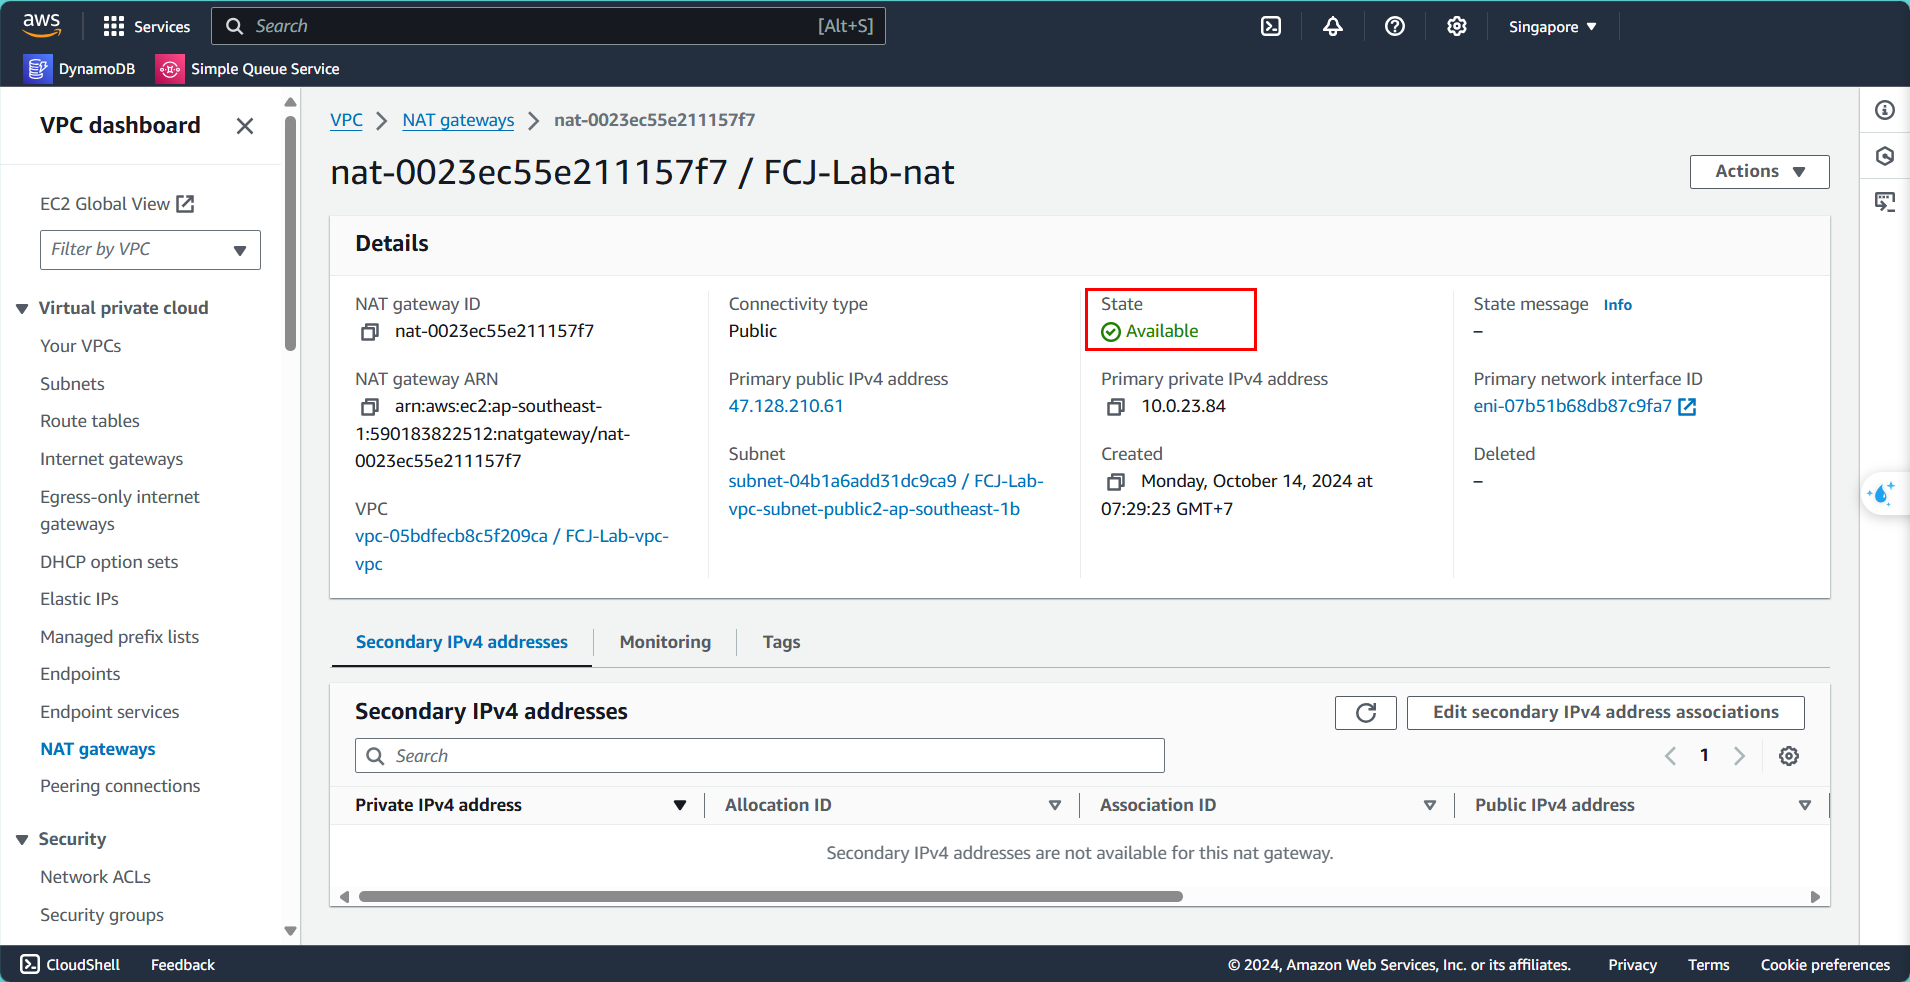 aws
Services
Search
[Alt+S]
Singapore
DynamoDB
Simple Queue Service
VPC dashboard
EC2 Global View
Filter by VPC
Virtual private cloud
Your VPCs
Subnets
Route tables
Internet gateways
Egress-only internet
gateways
DHCP option sets
Elastic IPs
Managed prefix lists
Endpoints
Endpoint services
NAT gateways
Peering connections
Security
Network ACLs
Security groups
VPC
NAT gateways
nat-0023ec55e211157f7
nat-0023ec55e211157f7 / FCJ-Lab-nat
Actions
Details
NAT gateway ID
nat-0023ec55e211157f7
NAT gateway ARN
arn:aws:ec2:ap-southeast-
1:590183822512:natgateway/nat-
0023ec55e211157f7
VPC
vpc-05bdfecb8c5f209ca / FCJ-Lab-vpc-
vpc
Connectivity type
Public
Primary public IPv4 address
47.128.210.61
Subnet
subnet-04b1a6add31dc9ca9 / FCJ-Lab-
vpc-subnet-public2-ap-southeast-1b
State
Available
Primary private IPv4 address
10.0.23.84
Created
Monday, October 14, 2024 at
07:29:23 GMT+7
State message Info
–
Primary network interface ID
eni-07b51b68db87c9fa7
Deleted
–
Secondary IPv4 addresses
Monitoring
Tags
Secondary IPv4 addresses
Edit secondary IPv4 address associations
Search
1
Private IPv4 address
Allocation ID
Association ID
Public IPv4 address
Secondary IPv4 addresses are not available for this nat gateway.
CloudShell
Feedback
© 2024, Amazon Web Services, Inc. or its affiliates.
Privacy
Terms
Cookie preferences